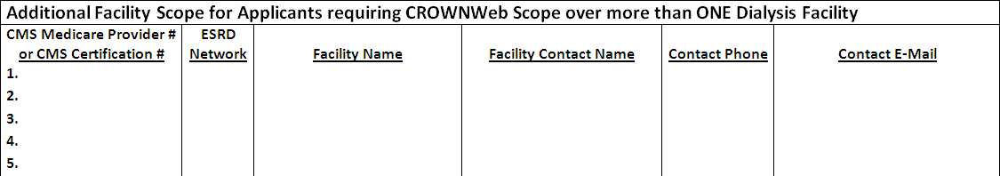 Additional Facility Scope for Applicants requiring CROWNWeb Scope over more than ONE Dialysis Facility
CMS Medicare Provider # ESRD
or CMS Certification # Network Facility Name Facility Contact Name Contact Phone Contact E-Mail
1.
2.
3.
4.
5.